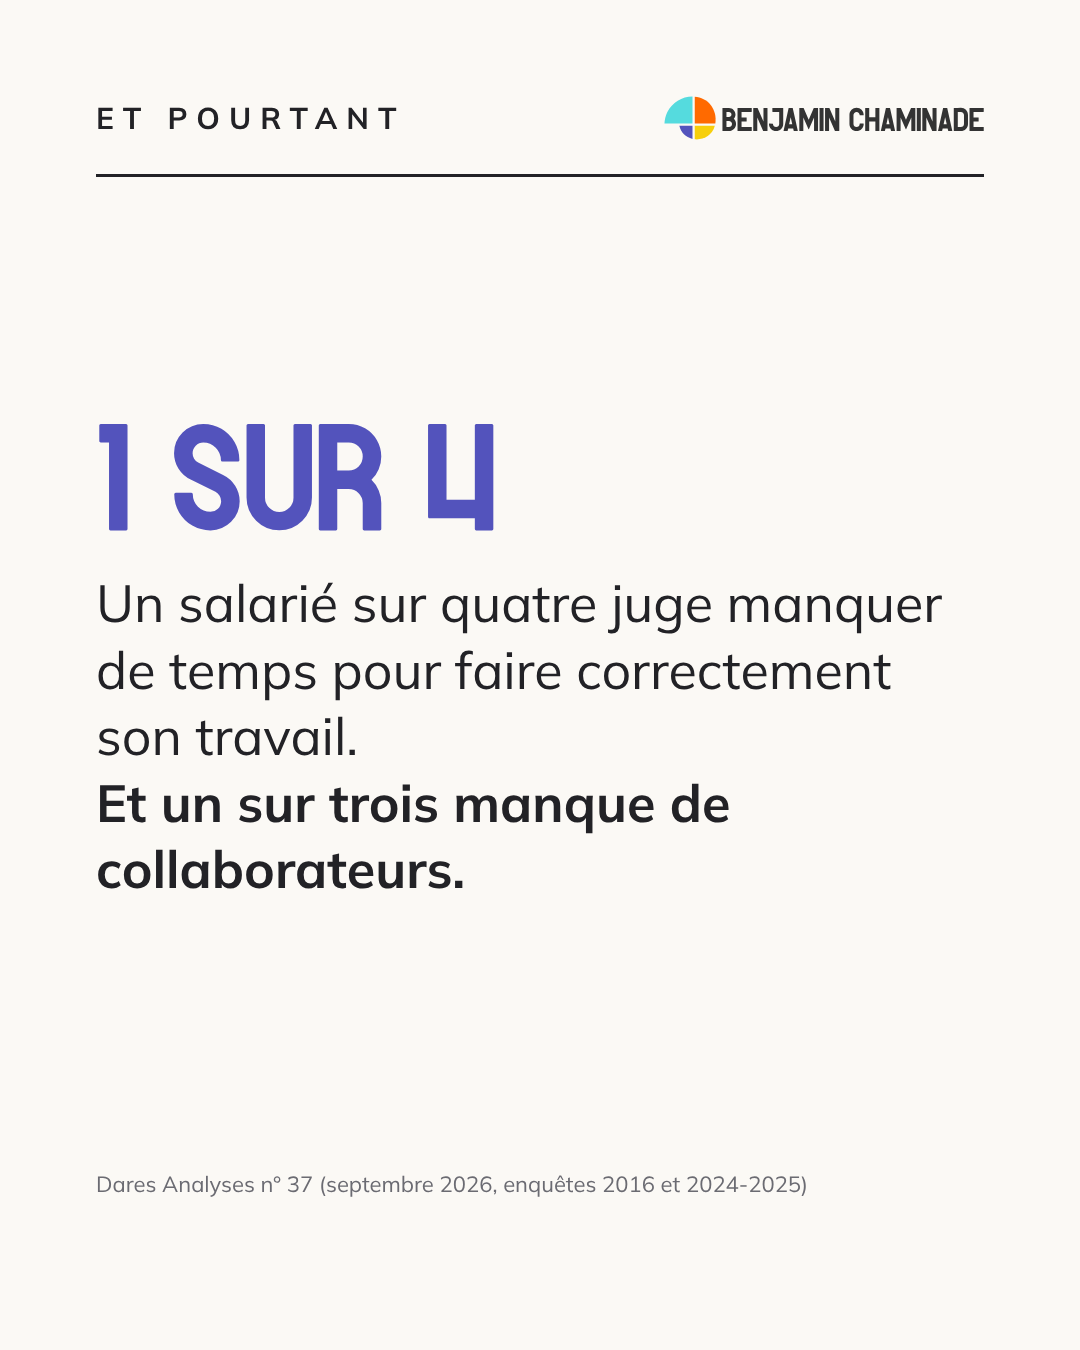 ET POURTANT
BENJAMIN CHAMINADE
1 SUR 4
Un salarié sur quatre juge manquer
de temps pour faire correctement
son travail.
Et un sur trois manque de
collaborateurs.
Dares Analyses n° 37 (septembre 2026, enquêtes 2016 et 2024-2025)